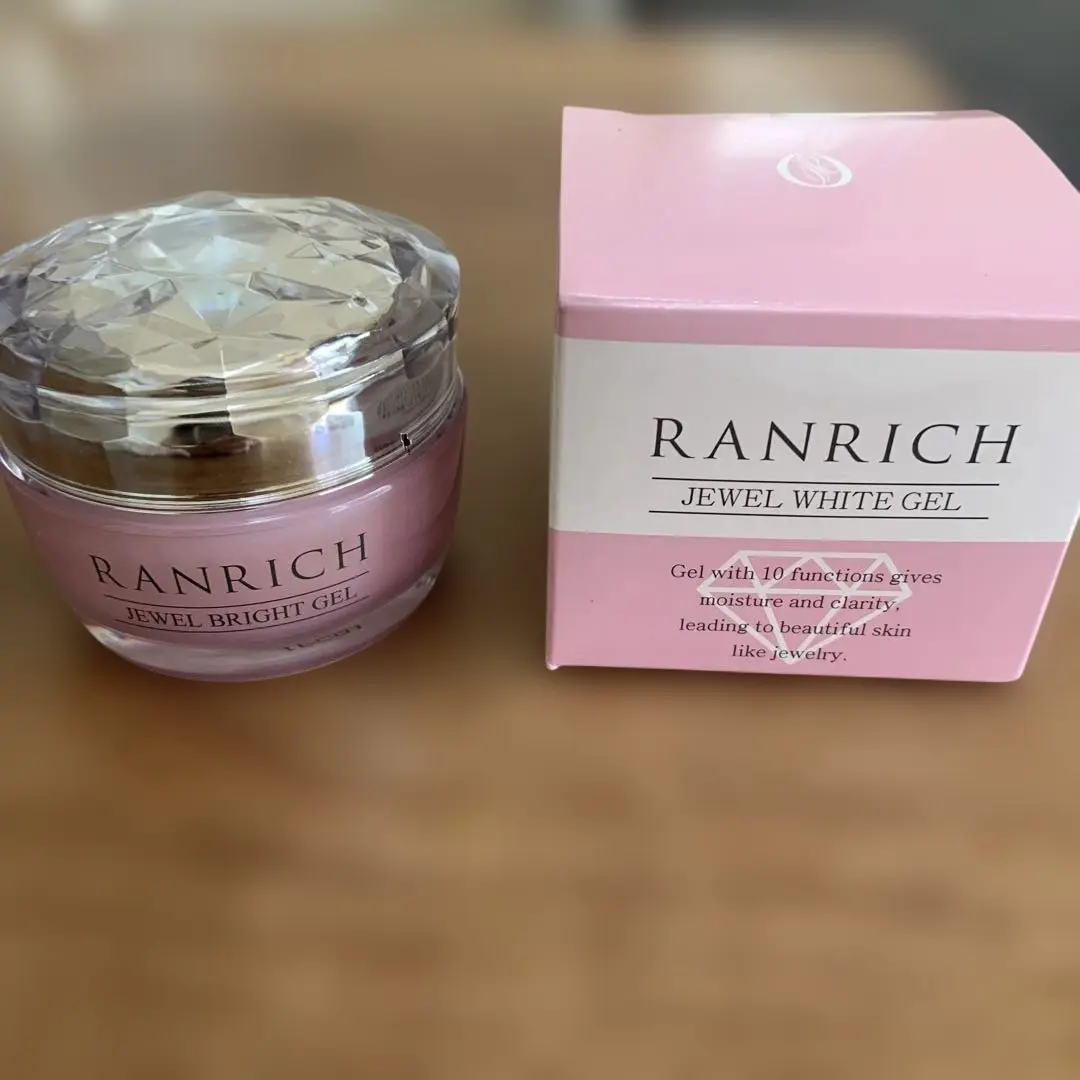 RANRICH
JEWEL BRIGHT GEL
RANRICH
JEWEL WHITE GEL
Gel with 10 functions gives
moisture and clarity,
leading to beautiful skin
like jewelry.